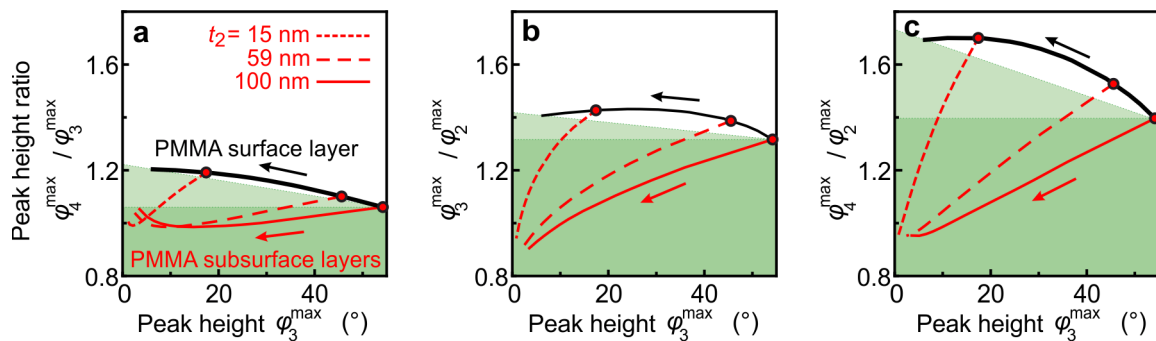 a
t₂ = 15 nm
59 nm
100 nm
PMMA surface layer
PMMA subsurface layers
Peak height ratio
φ₄ᵐᵃˣ / φ₃ᵐᵃˣ
1.6
1.2
0.8
0 20 40
Peak height φ₃ᵐᵃˣ (°)
b
φ₃ᵐᵃˣ / φ₂ᵐᵃˣ
1.6
1.2
0.8
0 20 40
Peak height φ₃ᵐᵃˣ (°)
c
φ₄ᵐᵃˣ / φ₂ᵐᵃˣ
1.6
1.2
0.8
0 20 40
Peak height φ₃ᵐᵃˣ (°)